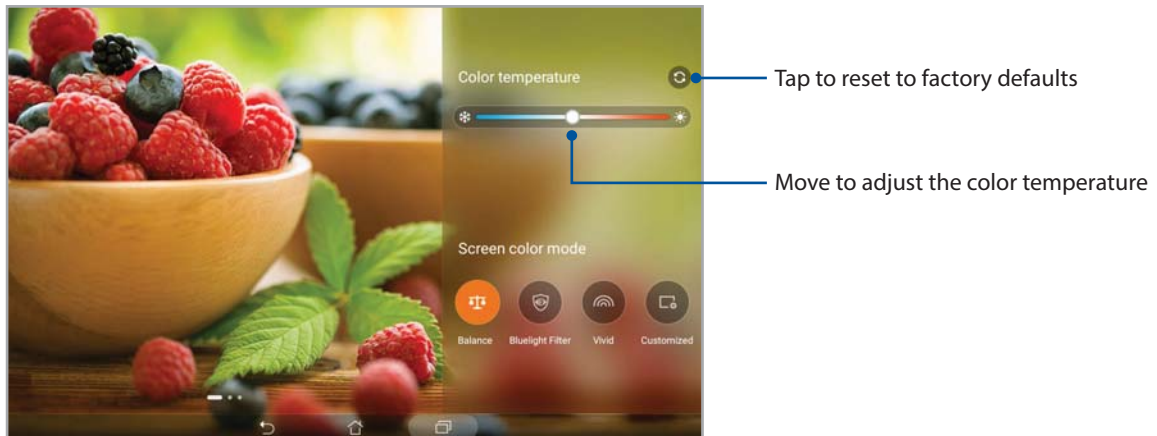 Color temperature
Tap to reset to factory defaults
Move to adjust the color temperature
Screen color mode
Balance
Bluelight Filter
Vivid
Customized